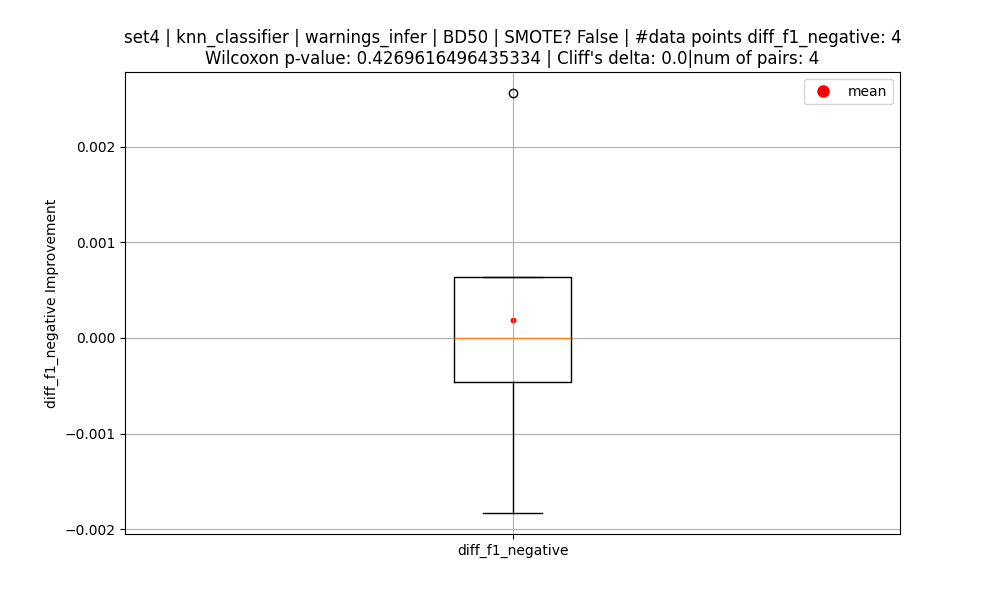 set4 | knn_classifier | warnings_infer | BD50 | SMOTE? False | #data points diff_f1_negative: 4
Wilcoxon p-value: 0.4269616496435334 | Cliff's delta: 0.0|num of pairs: 4
mean
0.002
0.001
0.000
−0.001
−0.002
diff_f1_negative Improvement
diff_f1_negative